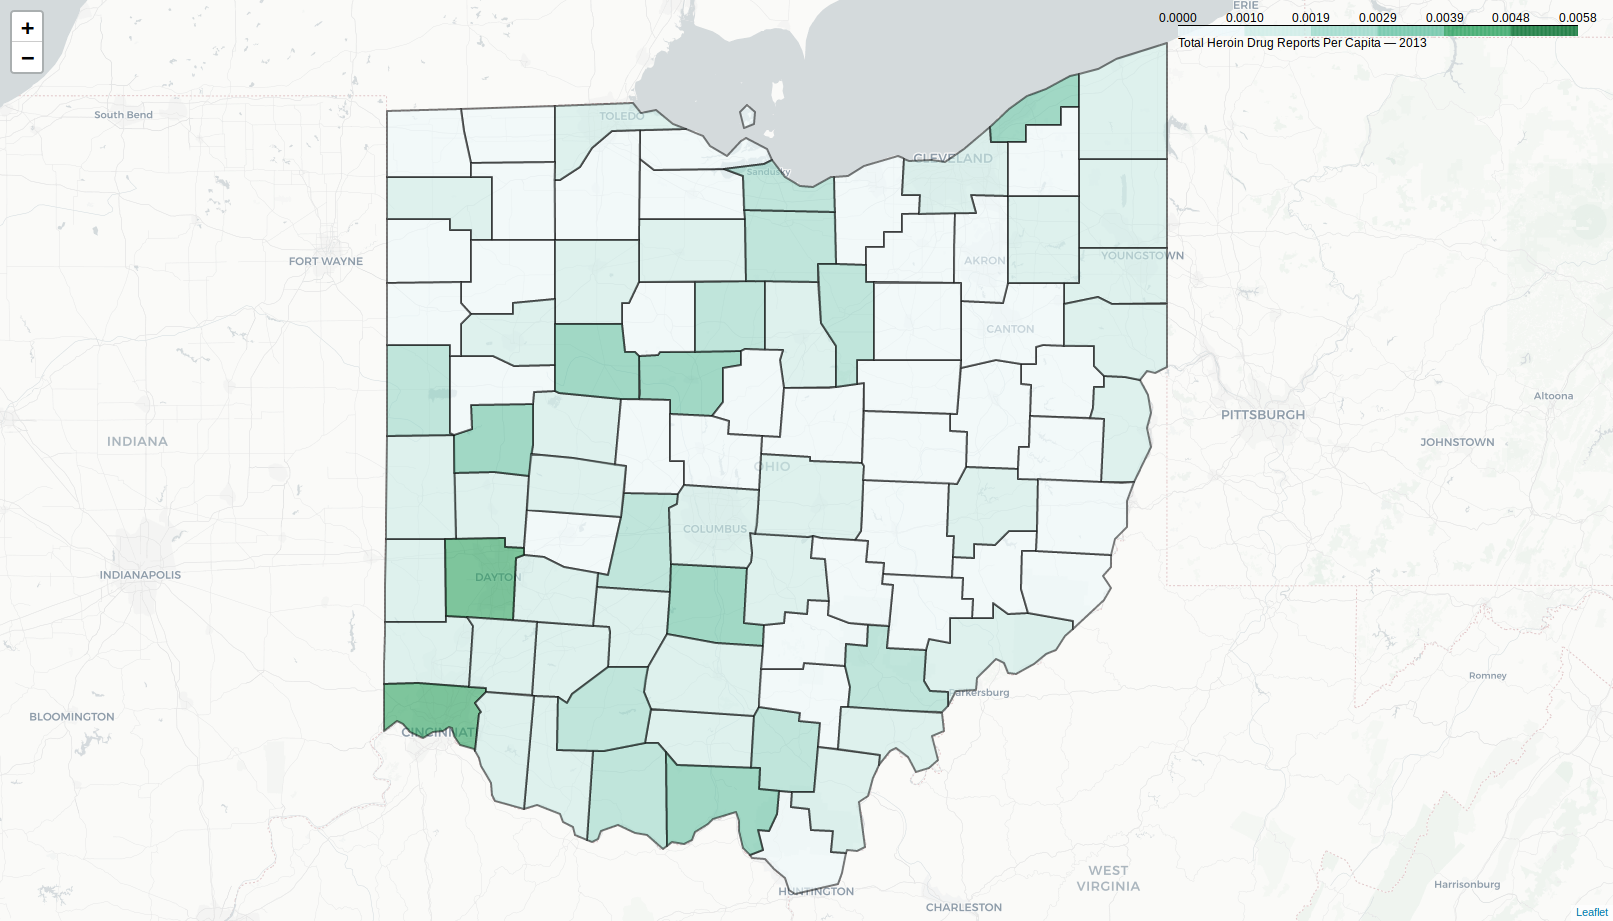 +
−
ERIE
0.0000 0.0010 0.0019 0.0029 0.0039 0.0048 0.0058
Total Heroin Drug Reports Per Capita — 2013
South Bend
TOLEDO
CLEVELAND
Sandusky
FORT WAYNE
AKRON
YOUNGSTOWN
CANTON
Altoona
PITTSBURGH
INDIANA
JOHNSTOWN
OHIO
COLUMBUS
INDIANAPOLIS
DAYTON
Romney
Parkersburg
BLOOMINGTON
CINCINNAT
WEST
VIRGINIA
Harrisonburg
HUNTINGTON
CHARLESTON
Leaflet